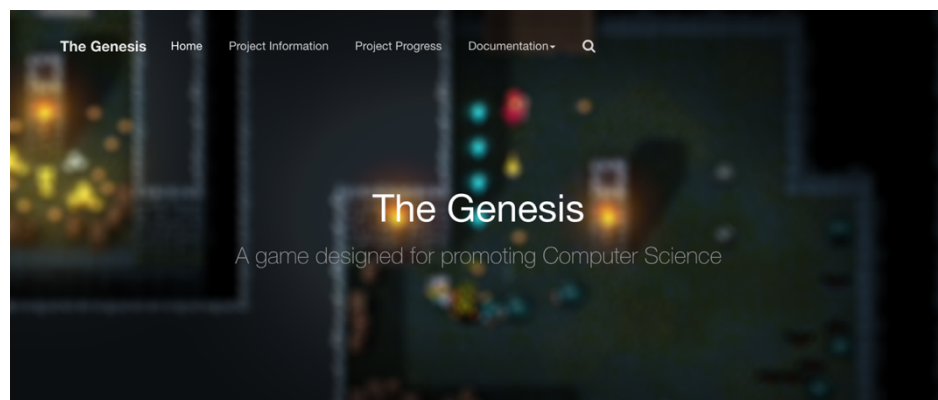 The Genesis Home Project Information Project Progress Documentation
The Genesis
A game designed for promoting Computer Science